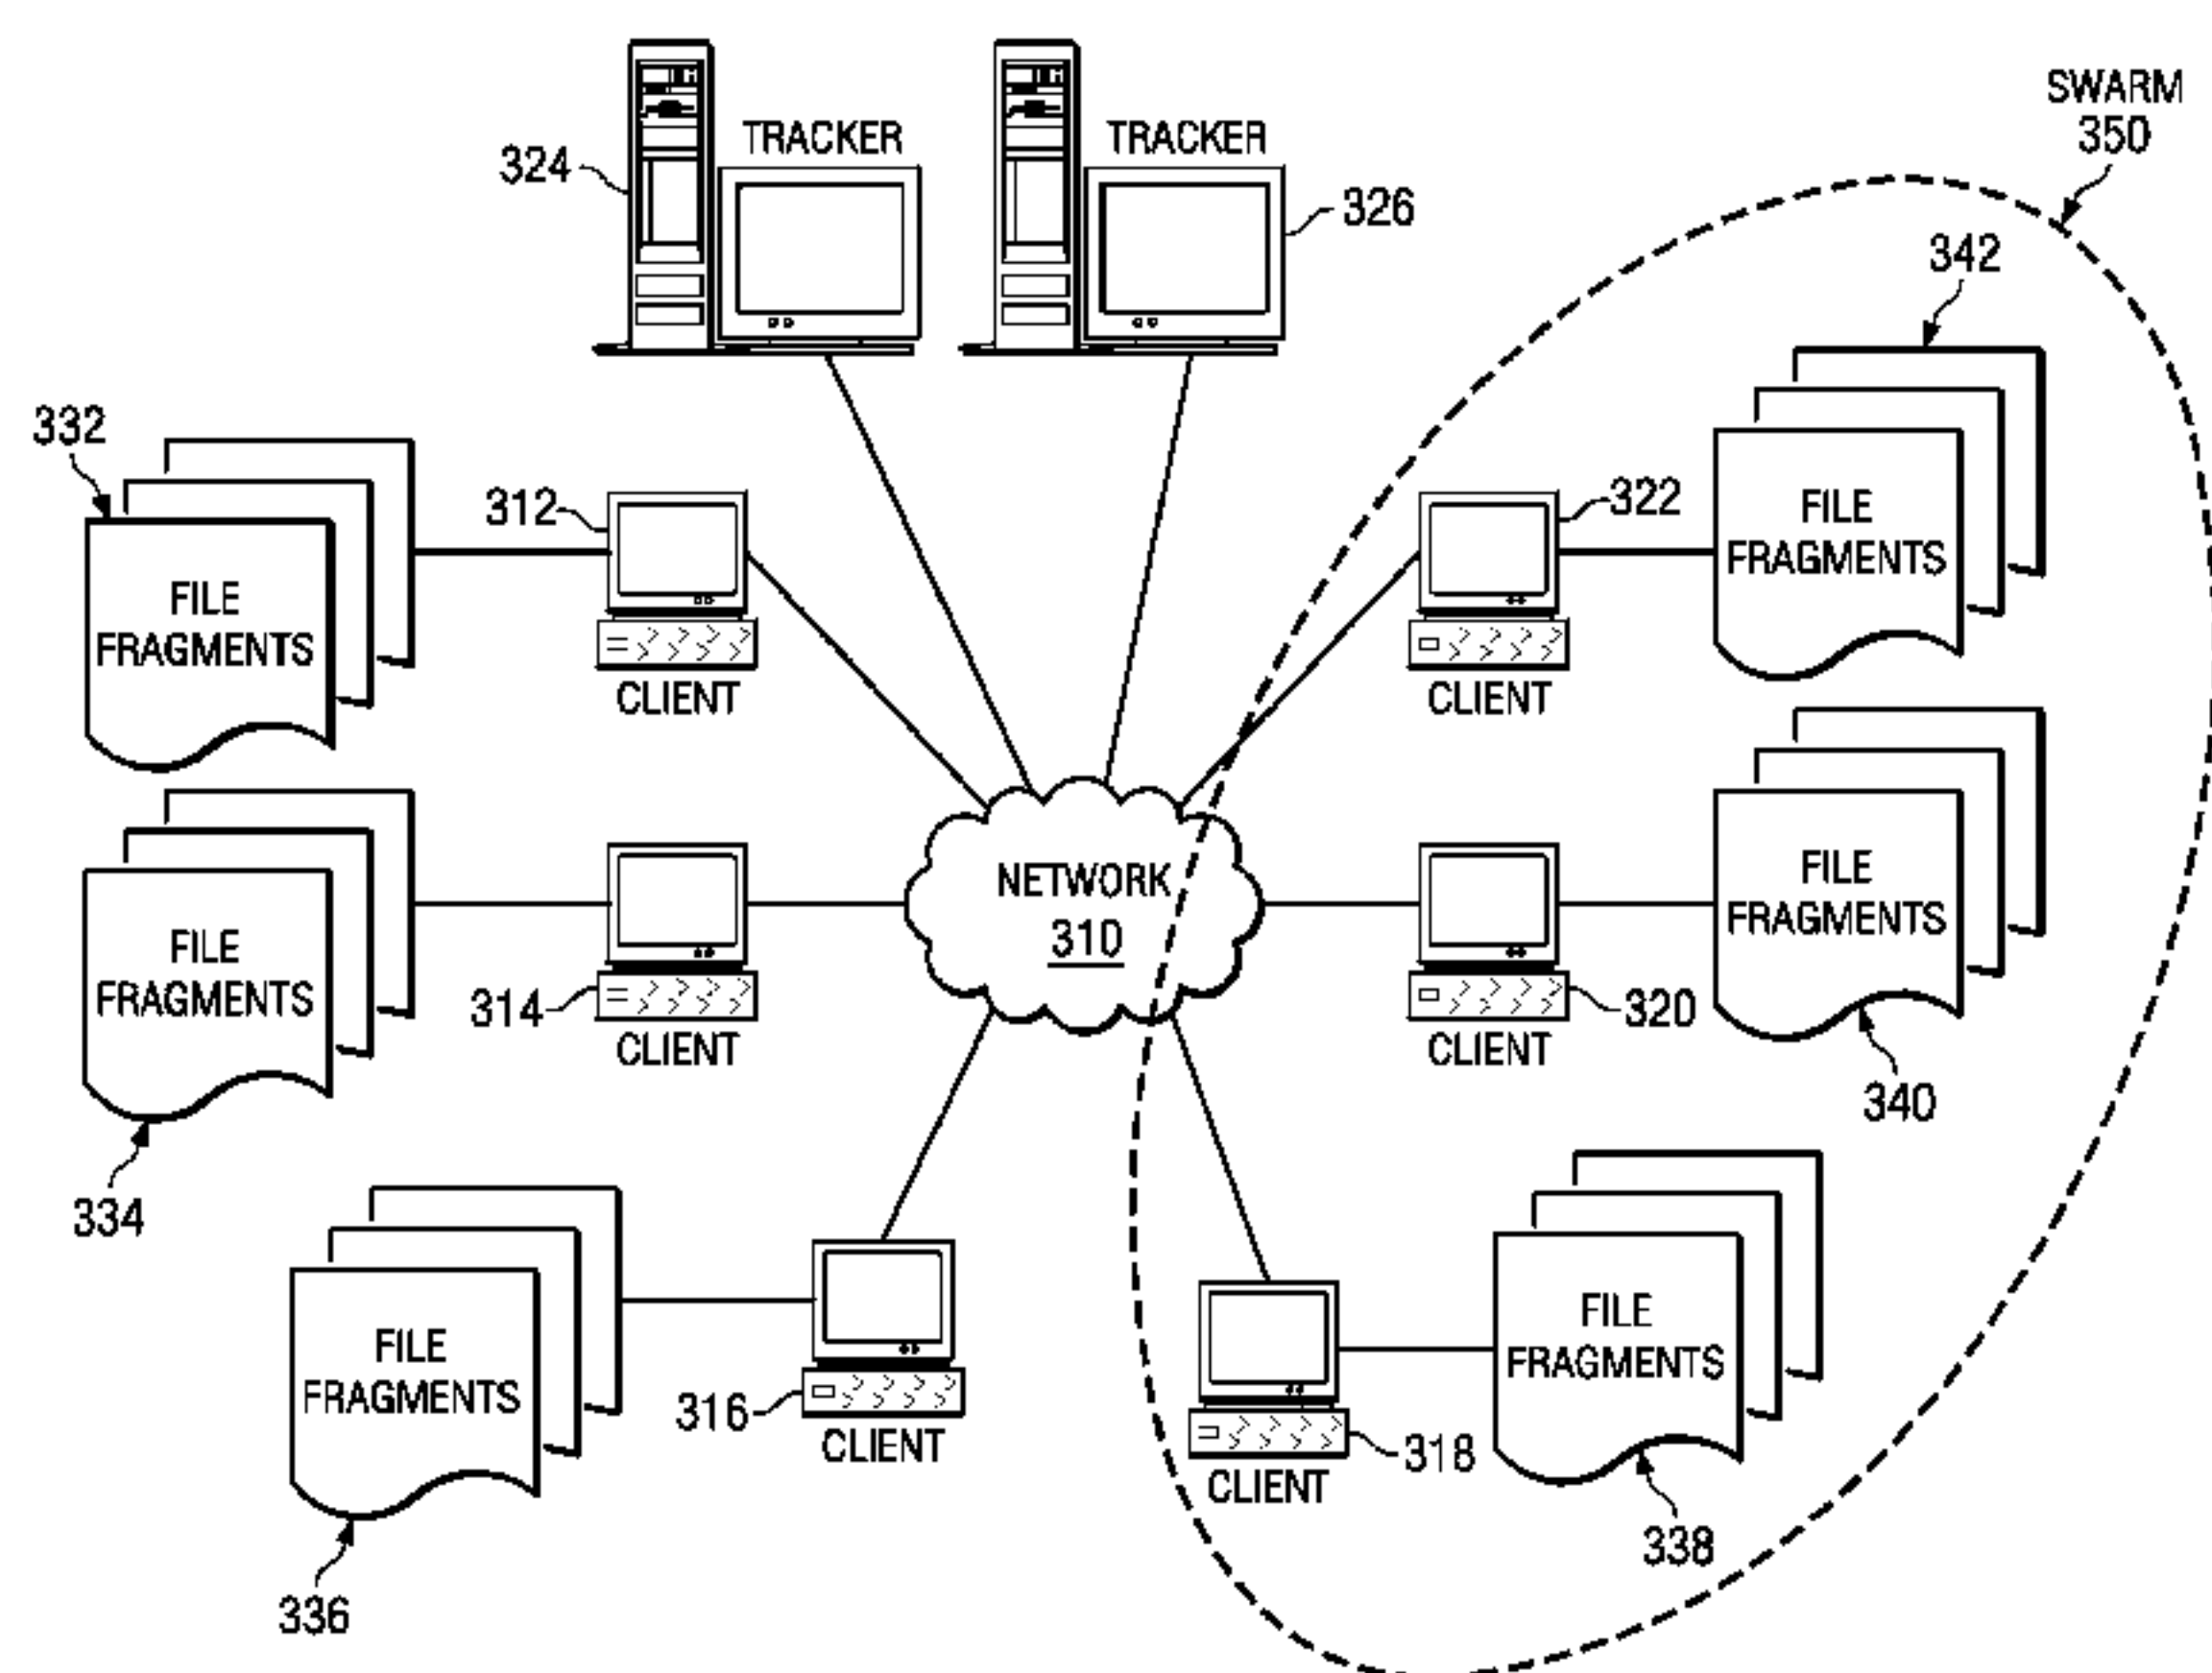 SWARM
350
TRACKER
TRACKER
324
326
342
332
312
322
FILE
FRAGMENTS
FILE
FRAGMENTS
CLIENT
CLIENT
NETWORK
310
FILE
FRAGMENTS
FILE
FRAGMENTS
314
320
CLIENT
CLIENT
340
334
FILE
FRAGMENTS
FILE
FRAGMENTS
316
318
CLIENT
CLIENT
338
336